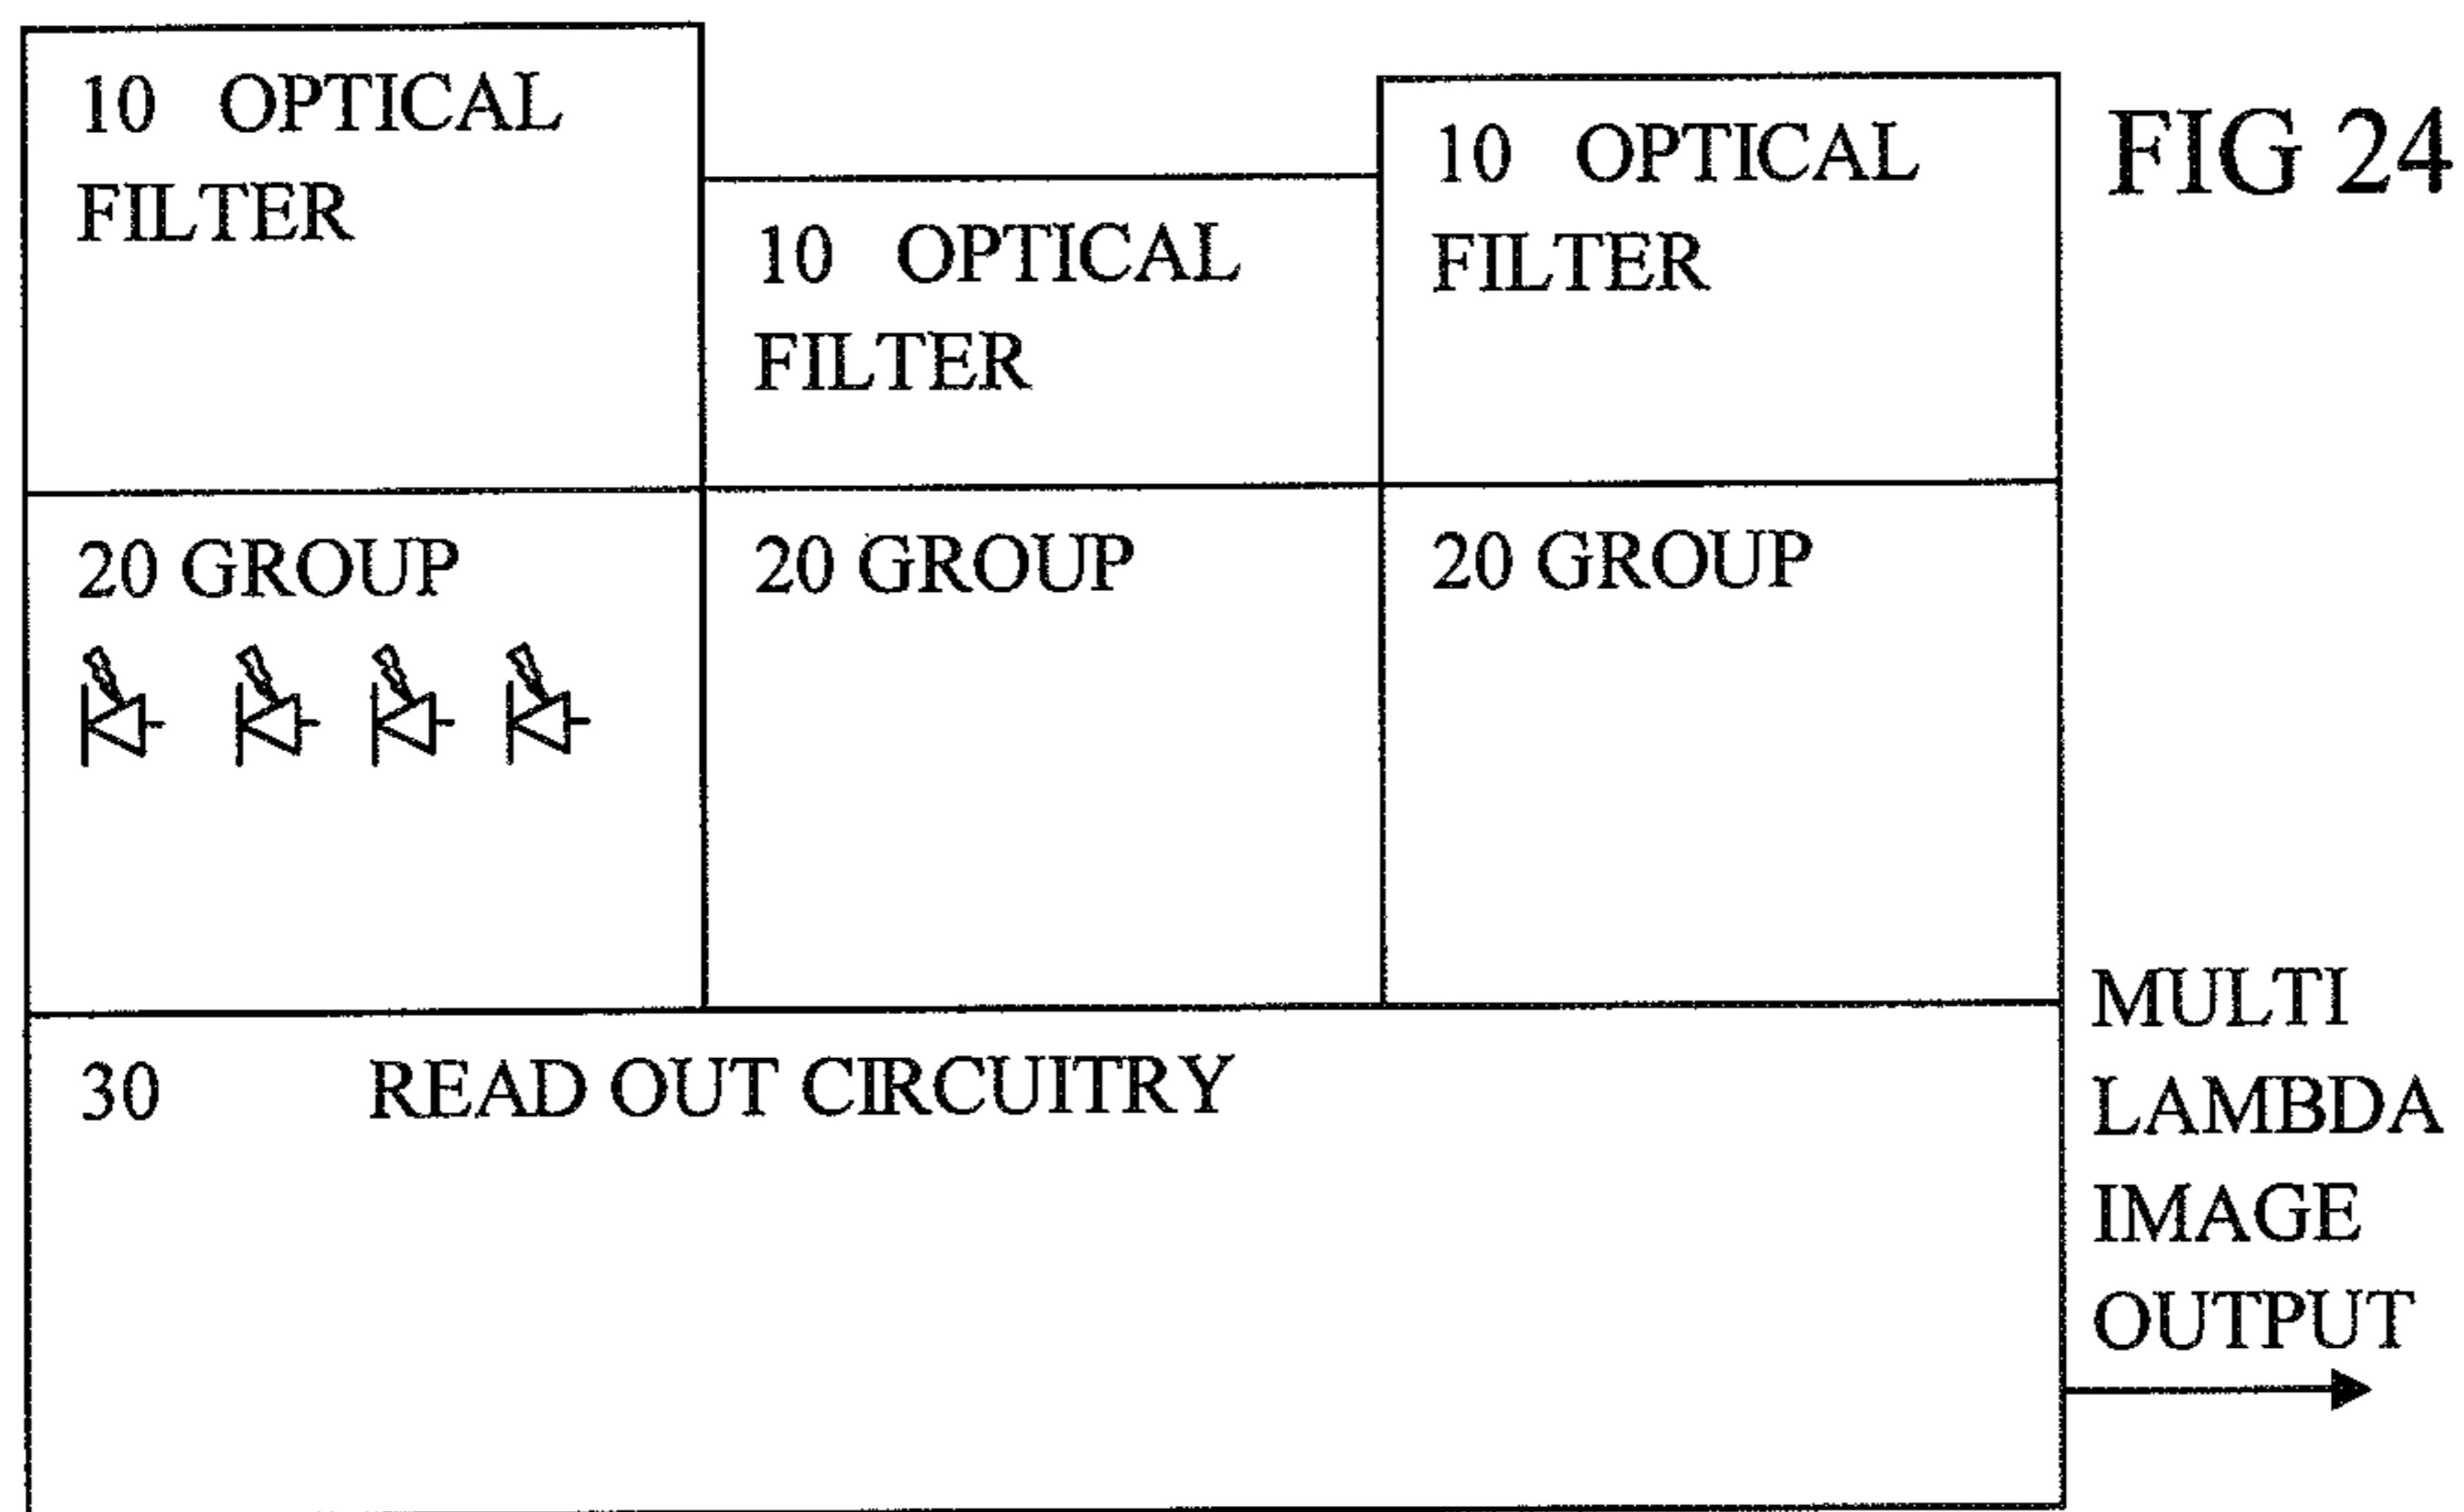 10 OPTICAL
FILTER
10 OPTICAL
FILTER
10 OPTICAL
FILTER
FIG 24
20 GROUP
20 GROUP
20 GROUP
30 READ OUT CIRCUITRY
MULTI
LAMBDA
IMAGE
OUTPUT